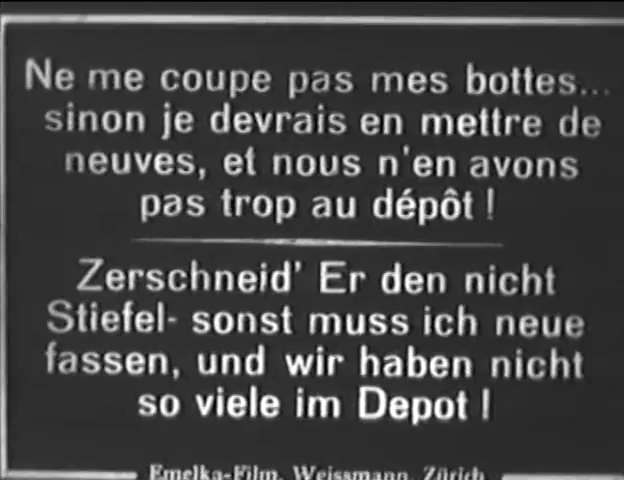 Ne me coupe pas mes bottes...
sinon je devrais en mettre de
neuves, et nous n'en avons
pas trop au dépôt !
Zerschneid' Er den nicht
Stiefel- sonst muss ich neue
fassen, und wir haben nicht
so viele im Depot !
Emelka-Film, Weissmann, Zürich